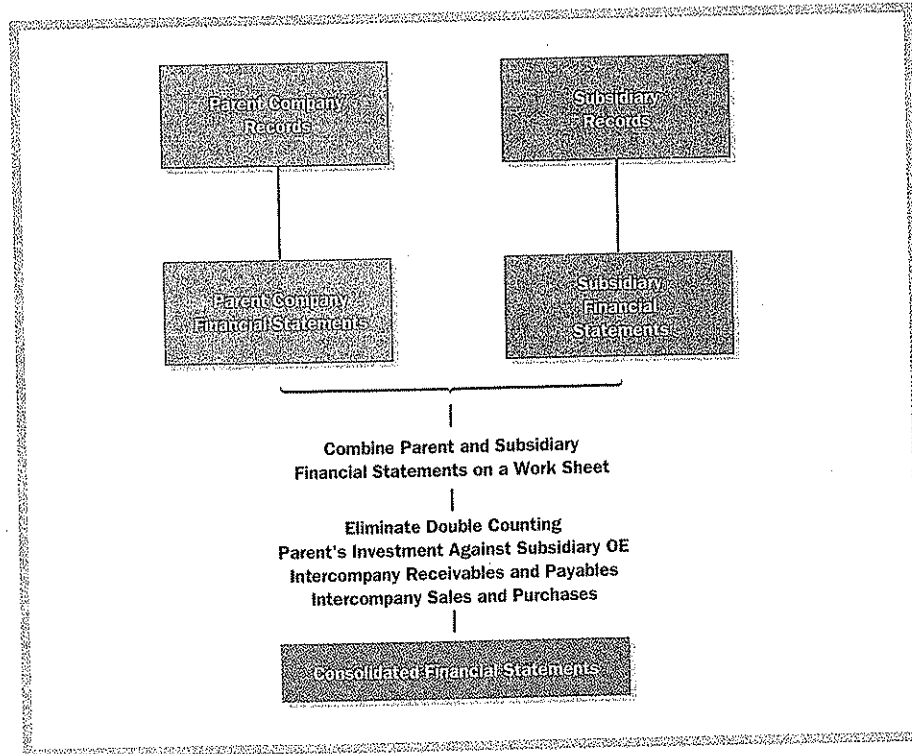 Parent Company
Records
Subsidiary
Records
Parent Company
Financial Statements
Subsidiary
Financial
Statements
Combine Parent and Subsidiary
Financial Statements on a Work Sheet
Eliminate Double Counting
Parent's Investment Against Subsidiary OE
Intercompany Receivables and Payables
Intercompany Sales and Purchases
Consolidated Financial Statements